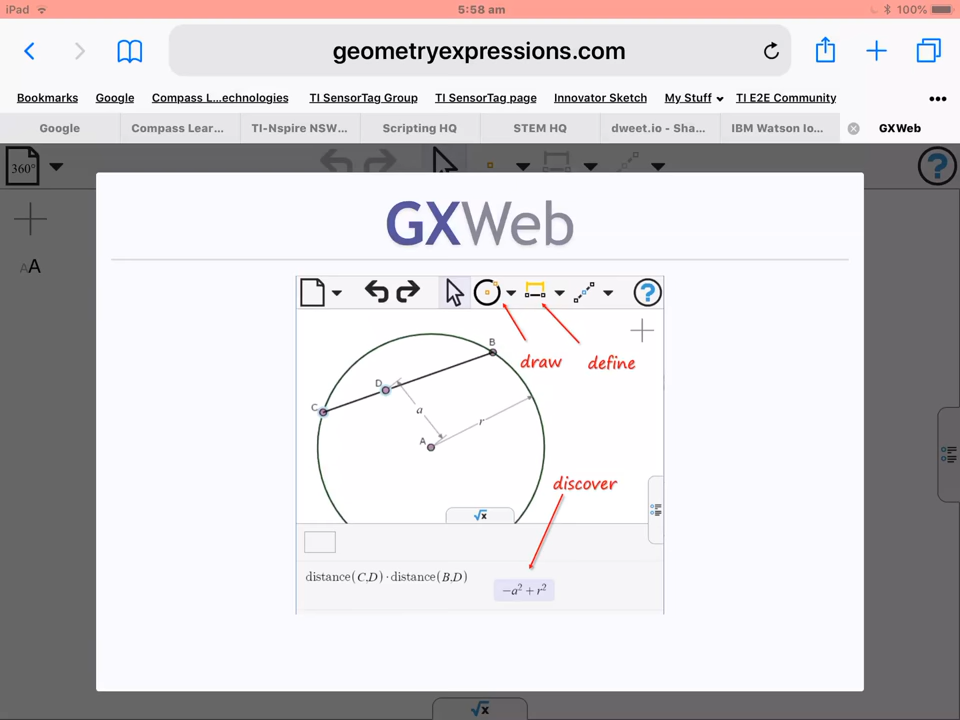 iPad 5:58 am 100%
geometryexpressions.com
Bookmarks Google Compass L...echnologies TI SensorTag Group TI SensorTag page Innovator Sketch My Stuff TI E2E Community
Google Compass Lear... TI-Nspire NSW... Scripting HQ STEM HQ dweet.io - Sha... IBM Watson Io... GXWeb
360° ?
AA
GXWeb
?
draw define
B
D
C
a
r
A
discover
√x
distance(C,D)·distance(B,D)
−a²+r²
√x